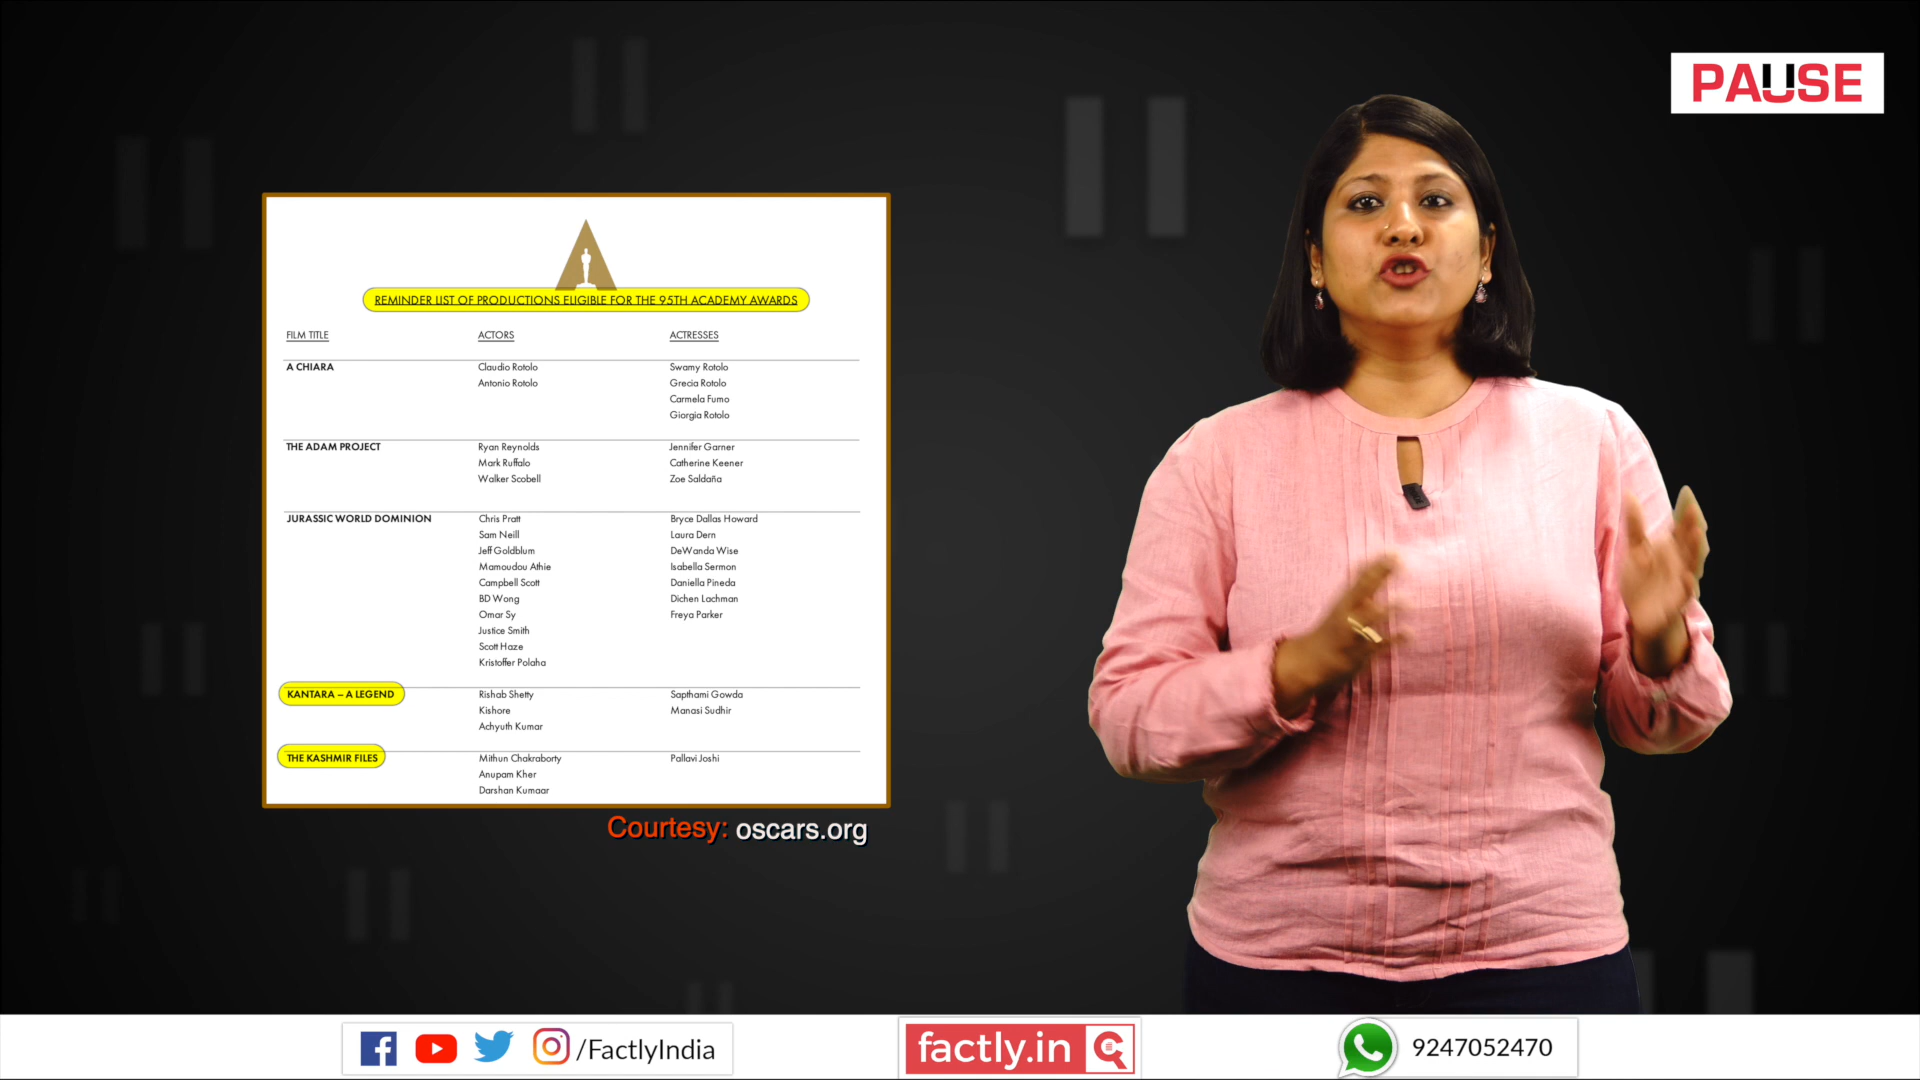 PAUSE
REMINDER LIST OF PRODUCTIONS ELIGIBLE FOR THE 95TH ACADEMY AWARDS
FILM TITLE ACTORS ACTRESSES
A CHIARA Claudio Rotolo Swamy Rotolo
Antonio Rotolo Grecia Rotolo
Carmela Fumo
Giorgia Rotolo
THE ADAM PROJECT Ryan Reynolds Jennifer Garner
Mark Ruffalo Catherine Keener
Walker Scobell Zoe Saldaña
JURASSIC WORLD DOMINION Chris Pratt Bryce Dallas Howard
Sam Neill Laura Dern
Jeff Goldblum DeWanda Wise
Mamoudou Athie Isabella Sermon
Campbell Scott Daniella Pineda
BD Wong Dichen Lachman
Omar Sy Freya Parker
Justice Smith
Scott Haze
Kristoffer Polaha
KANTARA – A LEGEND Rishab Shetty Sapthami Gowda
Kishore Manasi Sudhir
Achyuth Kumar
THE KASHMIR FILES Mithun Chakraborty Pallavi Joshi
Anupam Kher
Darshan Kumaar
Courtesy: oscars.org
/FactlyIndia factly.in 9247052470